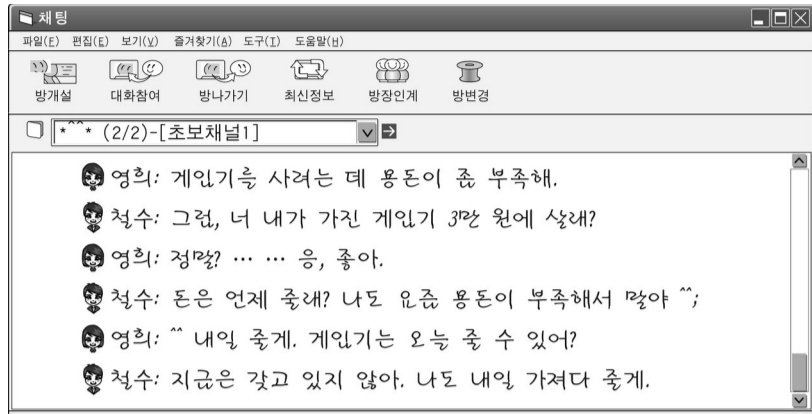 채팅
파일(F) 편집(E) 보기(V) 즐겨찾기(A) 도구(T) 도움말(H)
방개설 대화참여 방나가기 최신정보 방장인계 방변경
*^^* (2/2)-[초보채널1]
영희: 게임기를 사려는 데 용돈이 좀 부족해.
철수: 그럼, 너 내가 가진 게임기 3만 원에 살래?
영희: 정말? … … 응, 좋아.
철수: 돈은 언제 줄래? 나도 요즘 용돈이 부족해서 말야 ^^;
영희: ^^ 내일 줄게. 게임기는 오늘 줄 수 있어?
철수: 지금은 갖고 있지 않아. 나도 내일 가져다 줄게.